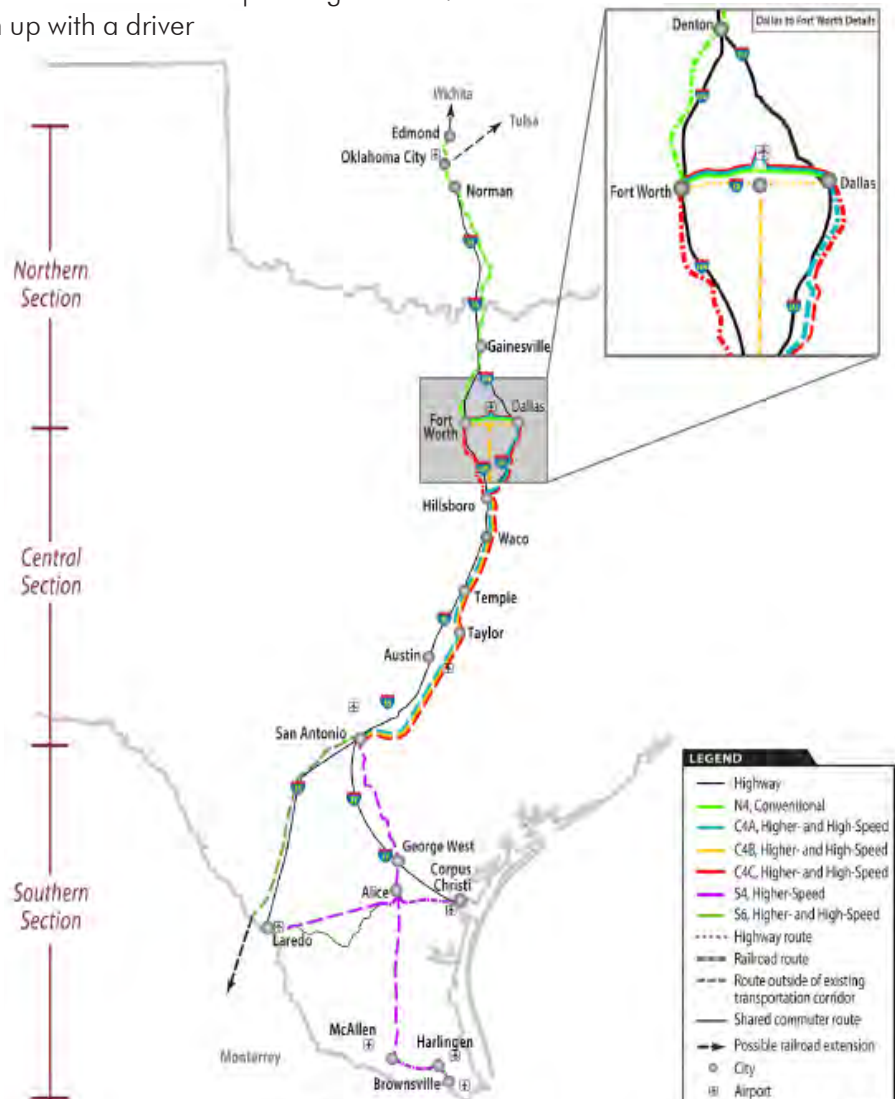 up with a driver
Dallas to Fort Worth Details
Denton
Fort Worth
Dallas
Wichita
Tulsa
Edmond
Oklahoma City
Norman
Northern
Section
Gainesville
Fort
Worth
Dallas
Hillsboro
Waco
Central
Section
Temple
Taylor
Austin
San Antonio
George West
Corpus
Christi
Alice
Southern
Section
Laredo
McAllen
Harlingen
Monterrey
Brownsville
LEGEND
Highway
N4, Conventional
C4A, Higher- and High-Speed
C4B, Higher- and High-Speed
C4C, Higher- and High-Speed
S4, Higher-Speed
S6, Higher- and High-Speed
Highway route
Railroad route
Route outside of existing
transportation corridor
Shared commuter route
Possible railroad extension
City
Airport